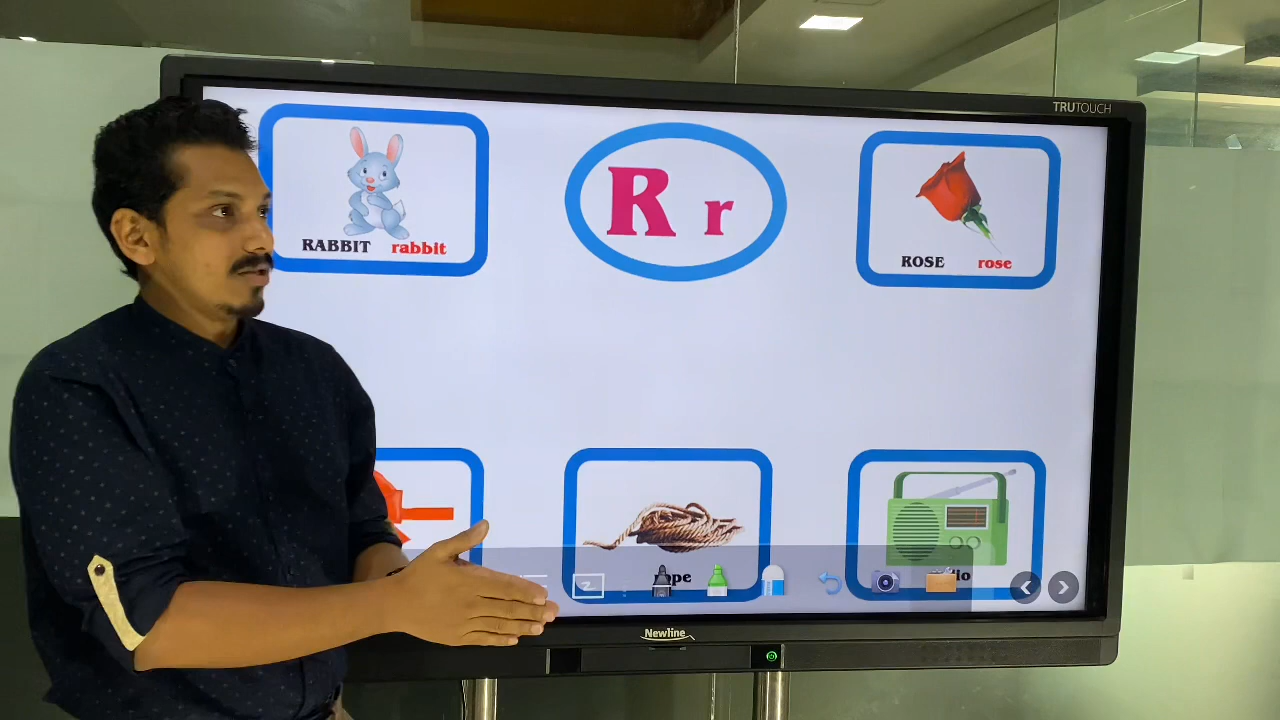 TRUTOUCH
RABBIT rabbit
R r
ROSE rose
Newline